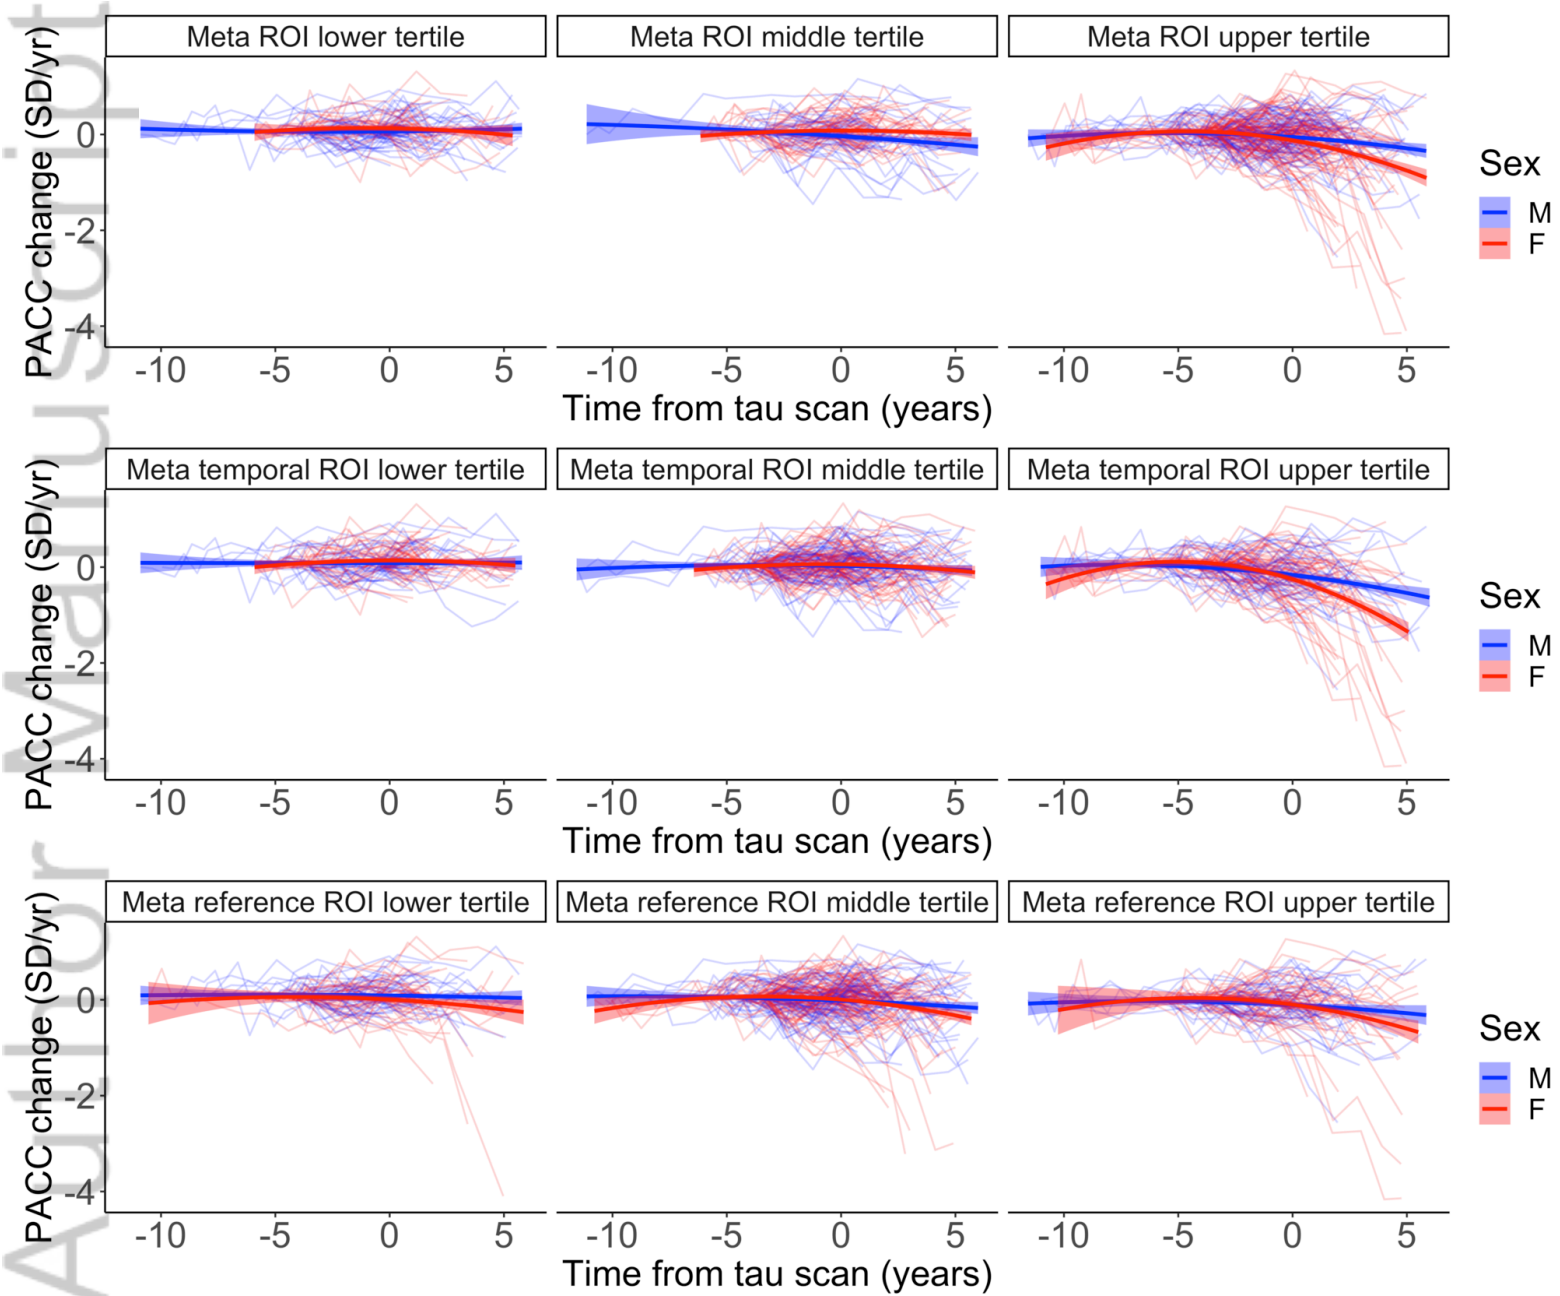 Author Manuscript
Meta ROI lower tertile
Meta ROI middle tertile
Meta ROI upper tertile
PACC change (SD/yr)
0
-2
-4
-10 -5 0 5
-10 -5 0 5
-10 -5 0 5
Time from tau scan (years)
Sex
M
F
Meta temporal ROI lower tertile
Meta temporal ROI middle tertile
Meta temporal ROI upper tertile
PACC change (SD/yr)
0
-2
-4
-10 -5 0 5
-10 -5 0 5
-10 -5 0 5
Time from tau scan (years)
Sex
M
F
Meta reference ROI lower tertile
Meta reference ROI middle tertile
Meta reference ROI upper tertile
PACC change (SD/yr)
0
-2
-4
-10 -5 0 5
-10 -5 0 5
-10 -5 0 5
Time from tau scan (years)
Sex
M
F